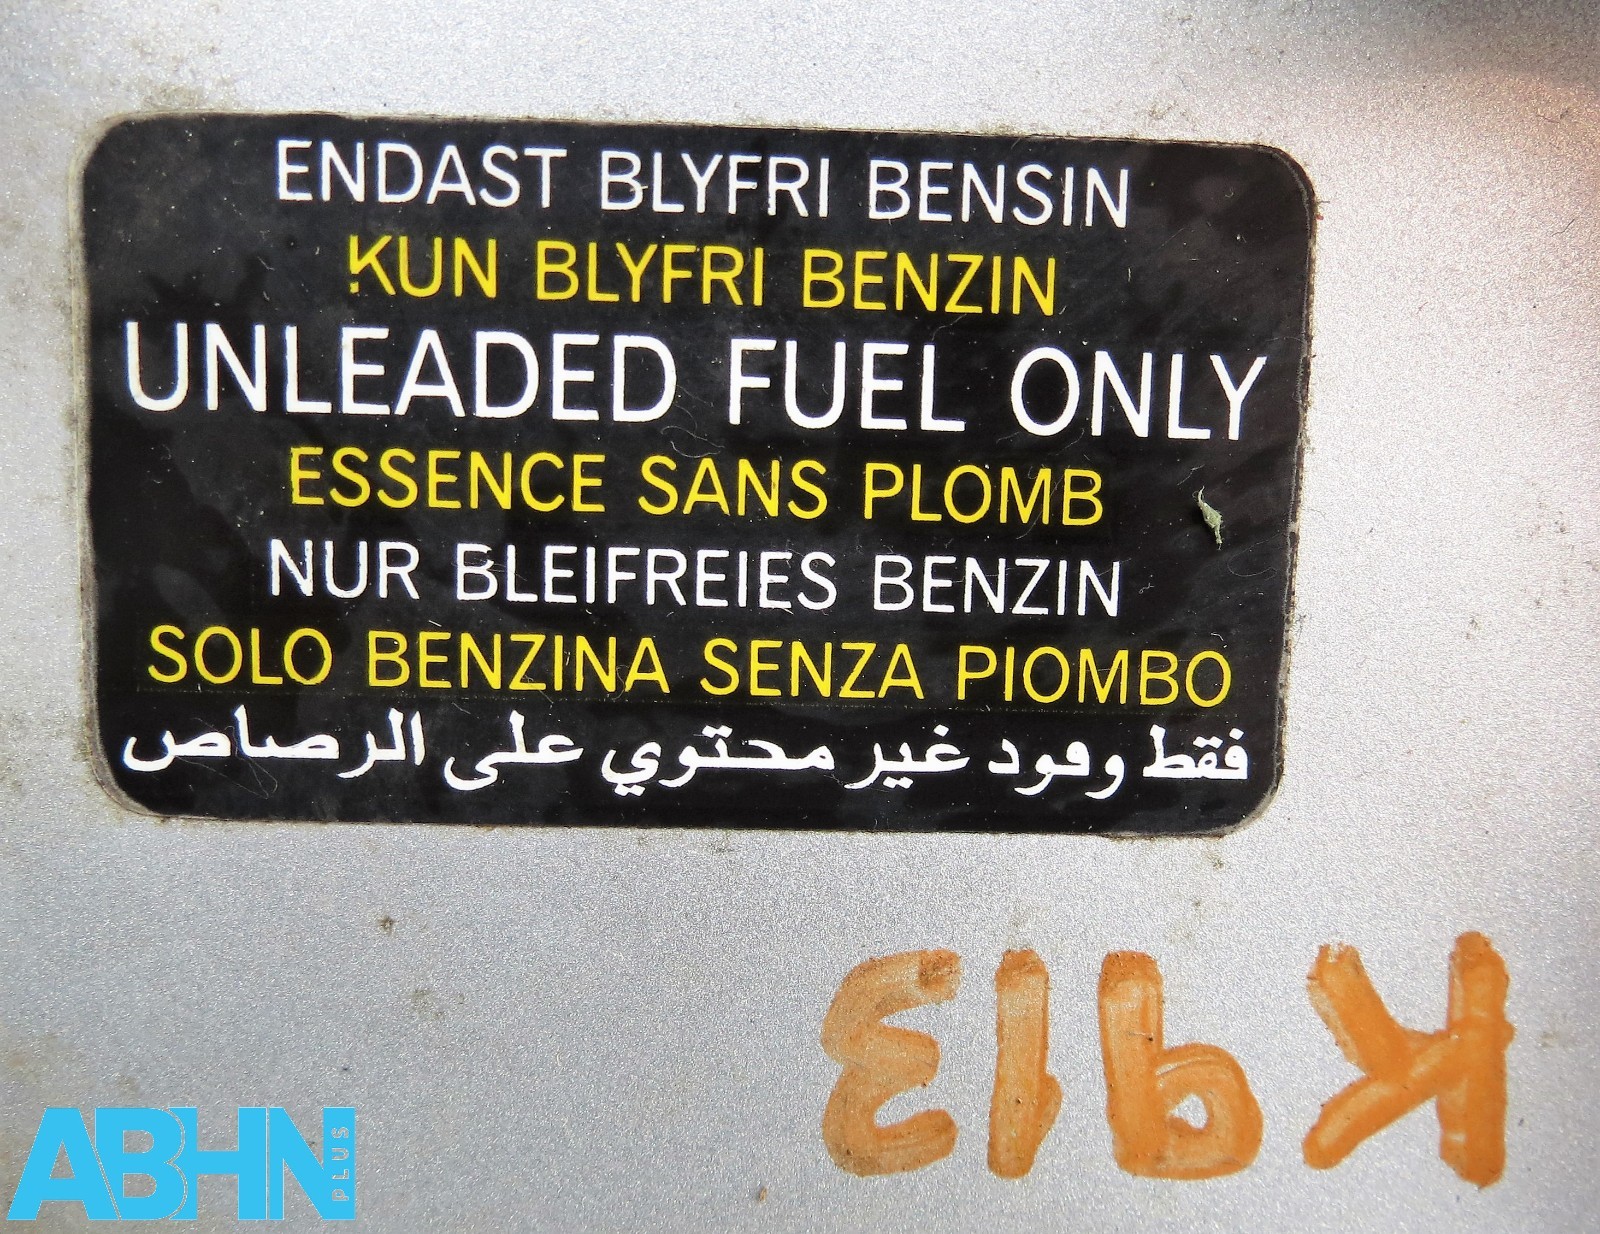 ENDAST BLYFRI BENSIN
KUN BLYFRI BENZIN
UNLEADED FUEL ONLY
ESSENCE SANS PLOMB
NUR BLEIFREIES BENZIN
SOLO BENZINA SENZA PIOMBO
فقط وقود غير محتوي على الرصاص
K913
ABHN PLUS